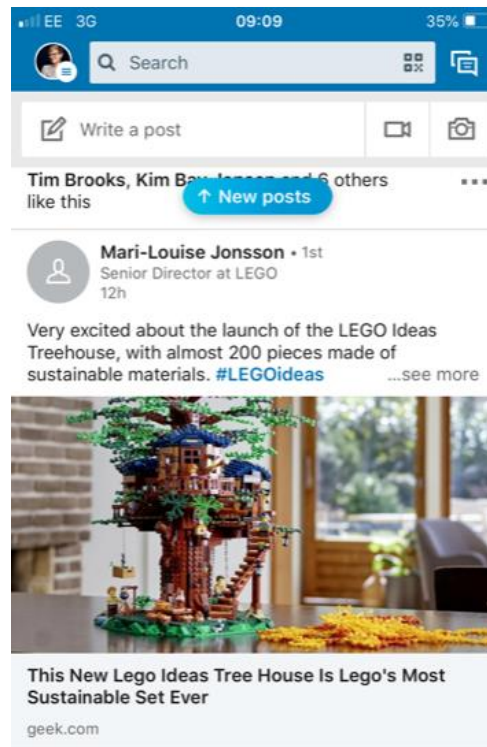 EE 3G 09:09 35%
Search
Write a post
Tim Brooks, Kim Bay Jensen and 6 others
like this
↑ New posts
Mari-Louise Jonsson • 1st
Senior Director at LEGO
12h
Very excited about the launch of the LEGO Ideas
Treehouse, with almost 200 pieces made of
sustainable materials. #LEGOideas ...see more
This New Lego Ideas Tree House Is Lego's Most
Sustainable Set Ever
geek.com